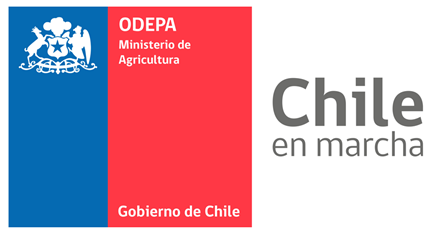 ODEPA
Ministerio de
Agricultura
Gobierno de Chile
Chile
en marcha